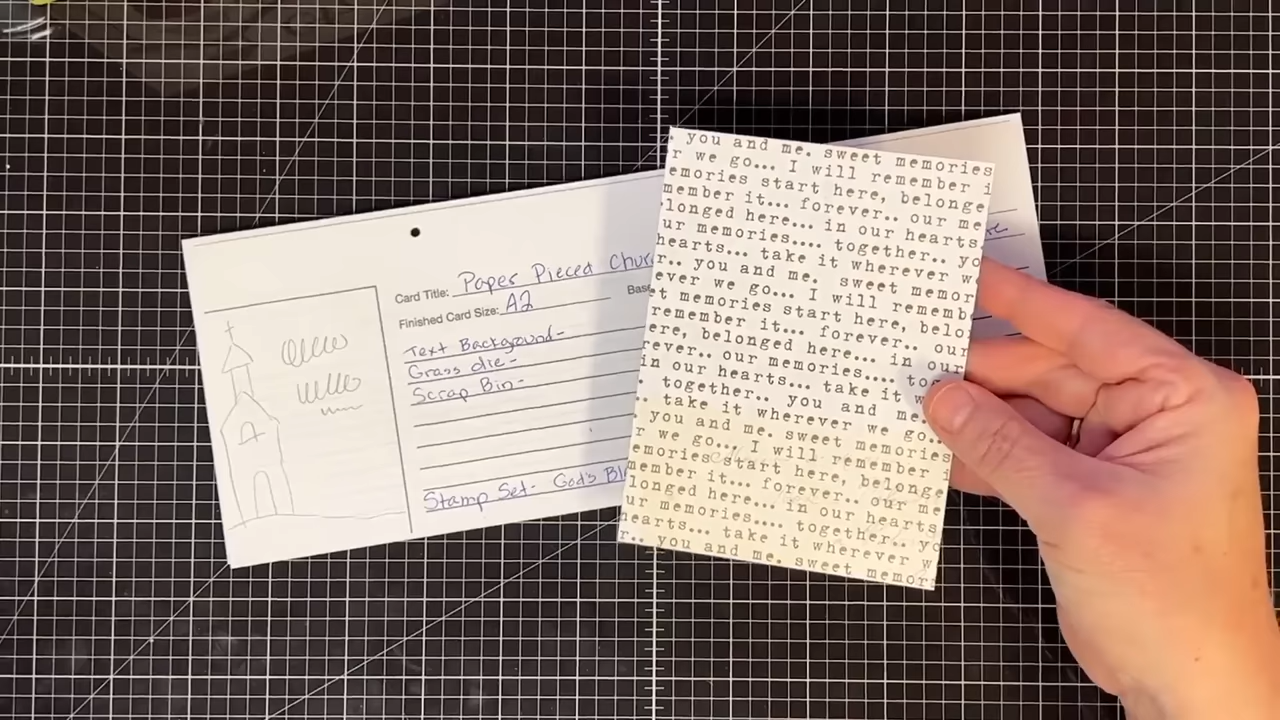 Card Title: Paper Pieced Chur
Finished Card Size: A2 Base
Text Background-
Grass die-
Scrap Bin-
Stamp Set- God's Bl
. you and me. sweet memories
r we go... I will remember i
emories start here, belonge
member it... forever.. our me
longed here... in our hearts
ur memories.... together.. yo
hearts... take it wherever w
r.. you and me. sweet memor
ever we go... I will rememb
t memories start here, belo
remember it... forever.. our
ere, belonged here... in our
rever.. our memories.... tog
in our hearts... take it w
. together.. you and me.
. take it wherever we go..
. you and me. sweet memories
r we go... I will remember i
emories start here, belonge
member it... forever.. our me
longed here... in our hearts
ur memories.... together.. yo
hearts... take it wherever w
r.. you and me. sweet memor